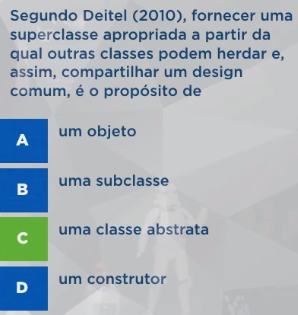 Segundo Deitel (2010), fornecer uma
superclasse apropriada a partir da
qual outras classes podem herdar e,
assim, compartilhar um design
comum, é o propósito de
A um objeto
B uma subclasse
C uma classe abstrata
D um construtor